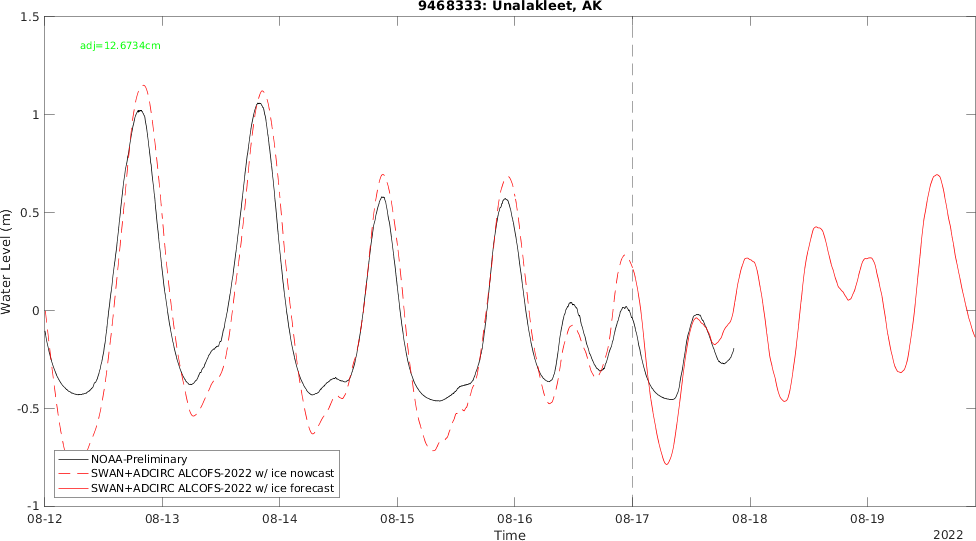 9468333: Unalakleet, AK
1.5
adj=12.6734cm
1
0.5
0
-0.5
-1
Water Level (m)
NOAA-Preliminary
SWAN+ADCIRC ALCOFS-2022 w/ ice nowcast
SWAN+ADCIRC ALCOFS-2022 w/ ice forecast
08-12 08-13 08-14 08-15 08-16 08-17 08-18 08-19
Time
2022